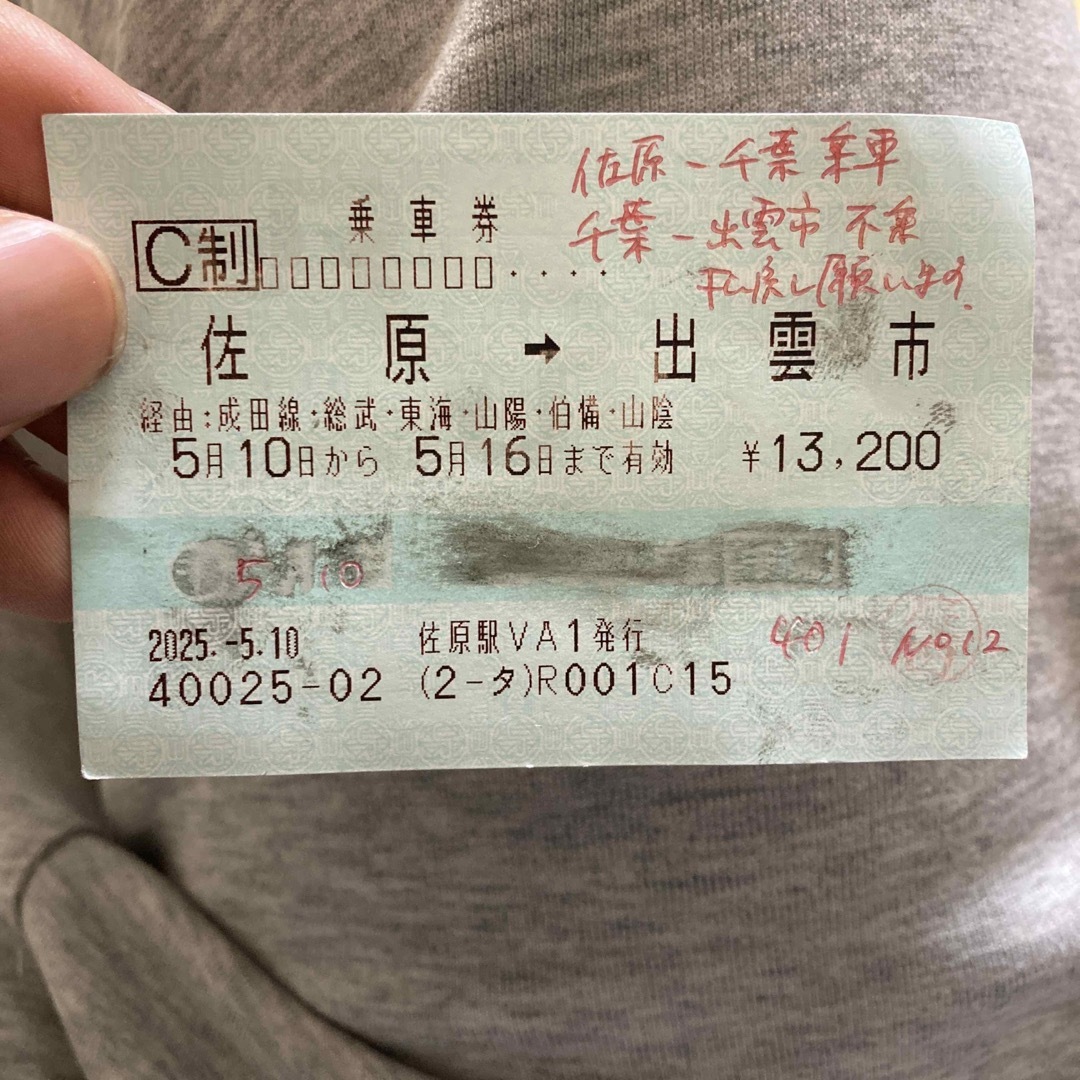 佐原－千葉 乗車
千葉－出雲市 不乗
払い戻し願います.
乗車券
C制
佐原→出雲市
経由:成田線・総武・東海・山陽・伯備・山陰
5月10日から 5月16日まで有効 ¥13,200
5 10
2025.-5.10 佐原駅VA1発行 401
40025-02 (2-タ)R001C15